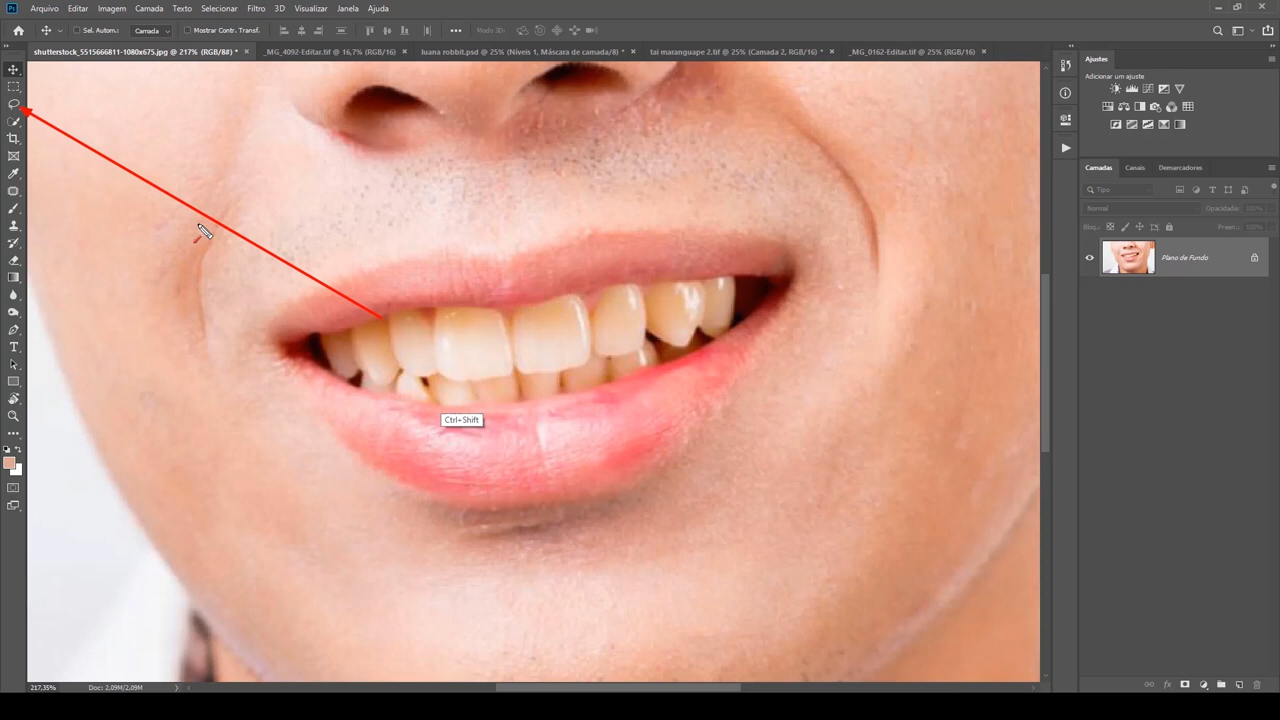 Ps Arquivo Editar Imagem Camada Texto Selecionar Filtro 3D Visualizar Janela Ajuda
Sel. Autom.: Camada Mostrar Contr. Transf. Modo 3D:
shutterstock_5515666811-1080x675.jpg @ 217% (RGB/8#) * _MG_4092-Editar.tif @ 16,7% (RGB/16) luana robbit.psd @ 25% (Níveis 1, Máscara de camada/8) * tai maranguape 2.tif @ 25% (Camada 2, RGB/16) * _MG_0162-Editar.tif @ 25% (RGB/16)
Ajustes
Adicionar um ajuste
Camadas Canais Demarcadores
Tipo
Normal Opacidade: 100%
Bloq.: Preen.: 100%
Plano de Fundo
Ctrl+Shift
217,35% Doc: 2,09M/2,09M